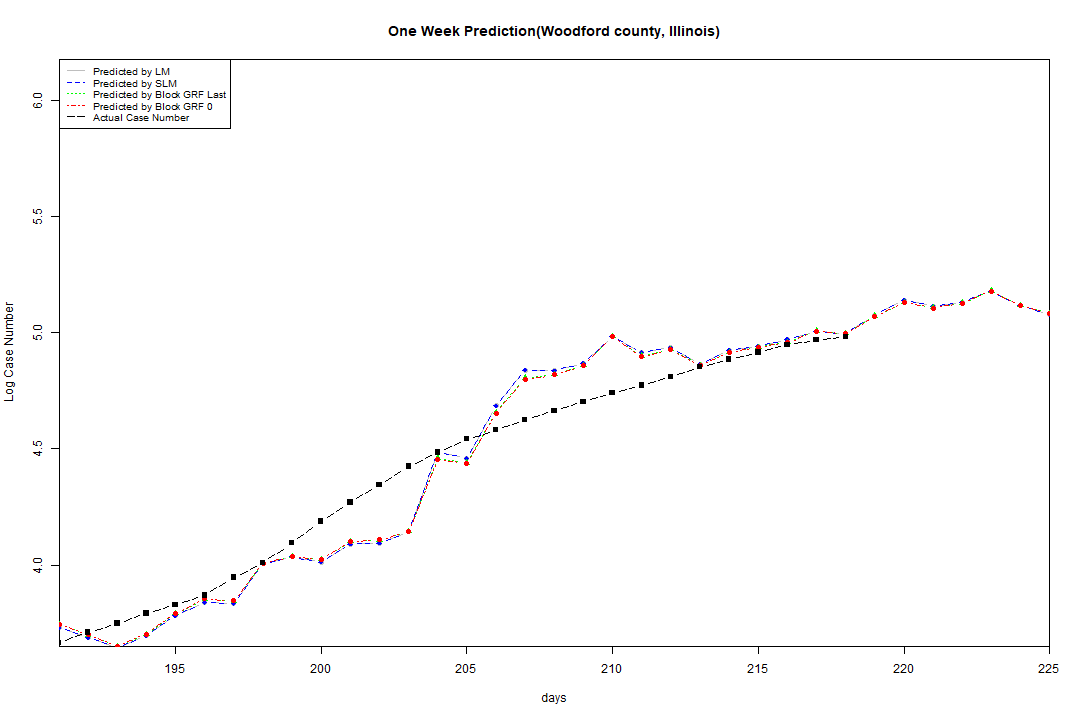 One Week Prediction(Woodford county, Illinois)
Predicted by LM
Predicted by SLM
Predicted by Block GRF Last
Predicted by Block GRF 0
Actual Case Number
6.0
5.5
5.0
4.5
4.0
Log Case Number
195 200 205 210 215 220 225
days